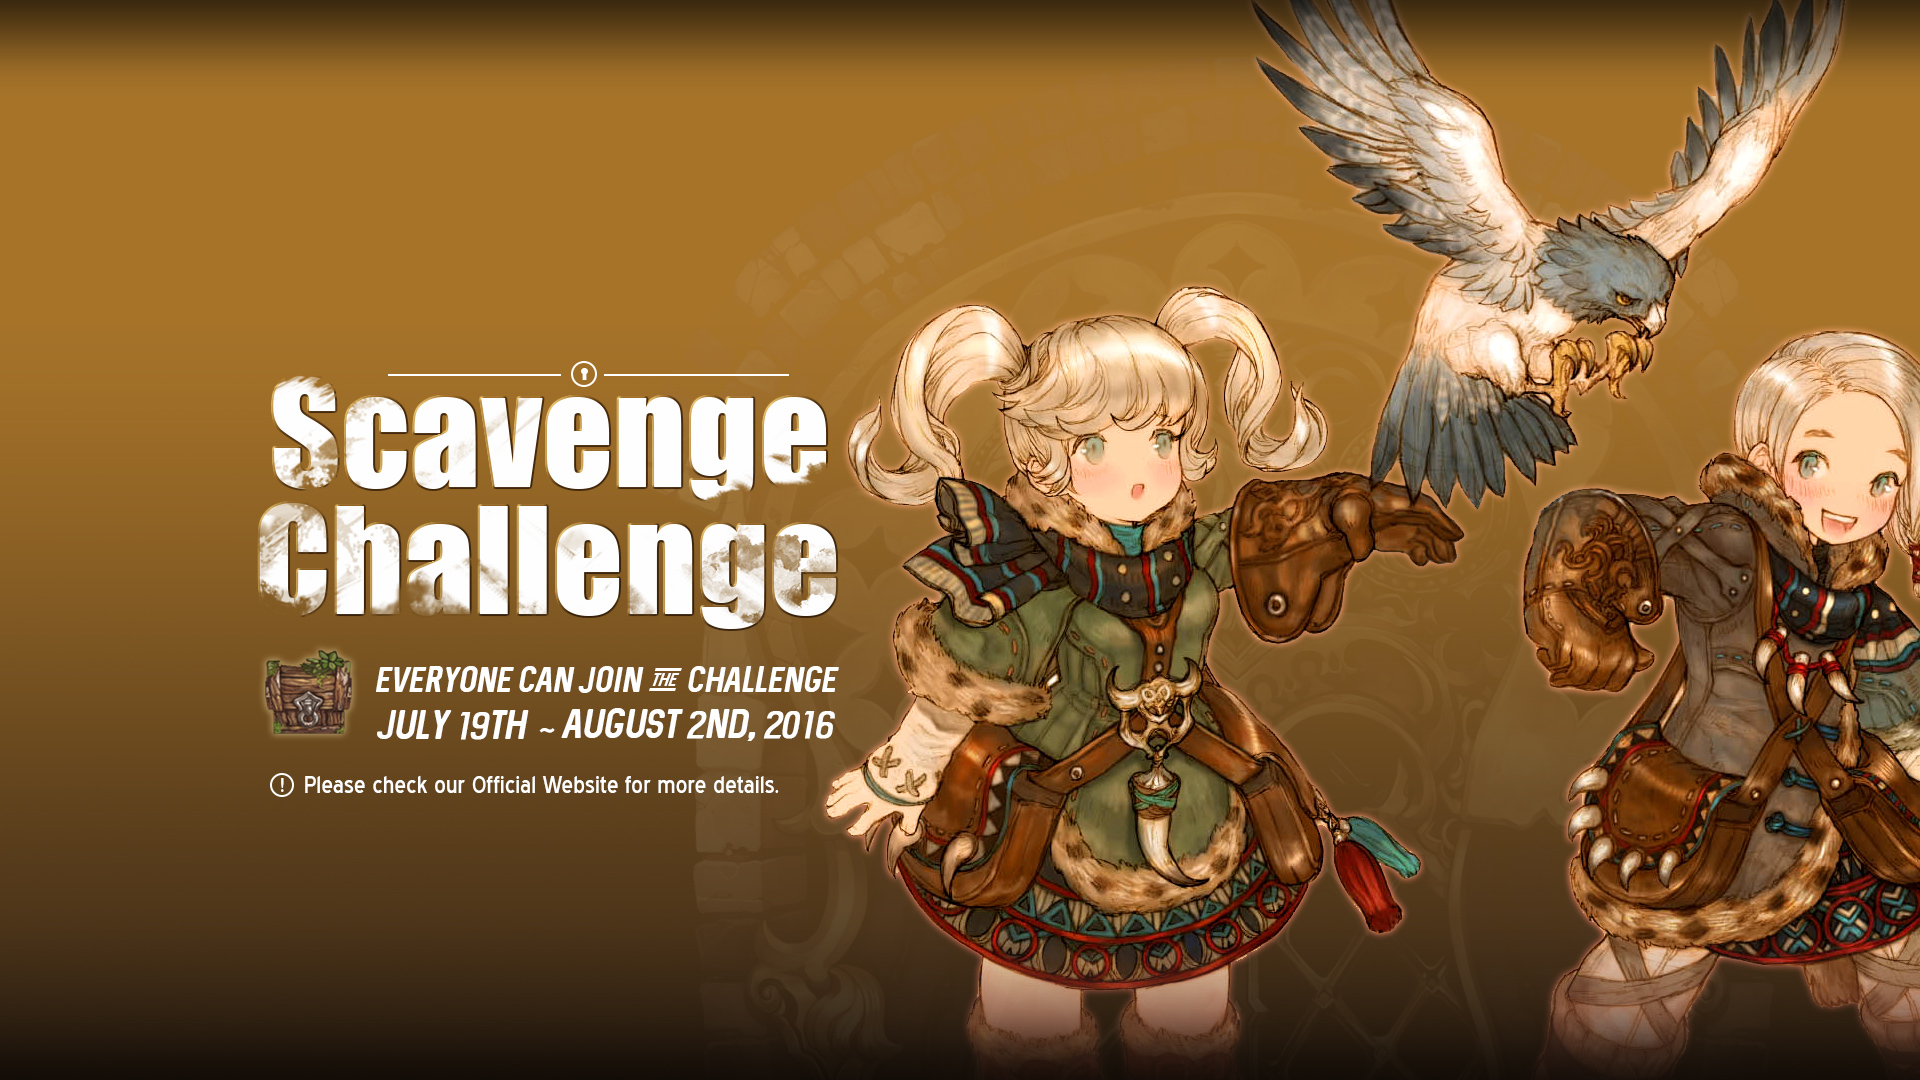 Scavenge
Challenge
EVERYONE CAN JOIN THE CHALLENGE
JULY 19TH ~ AUGUST 2ND, 2016
Please check our Official Website for more details.